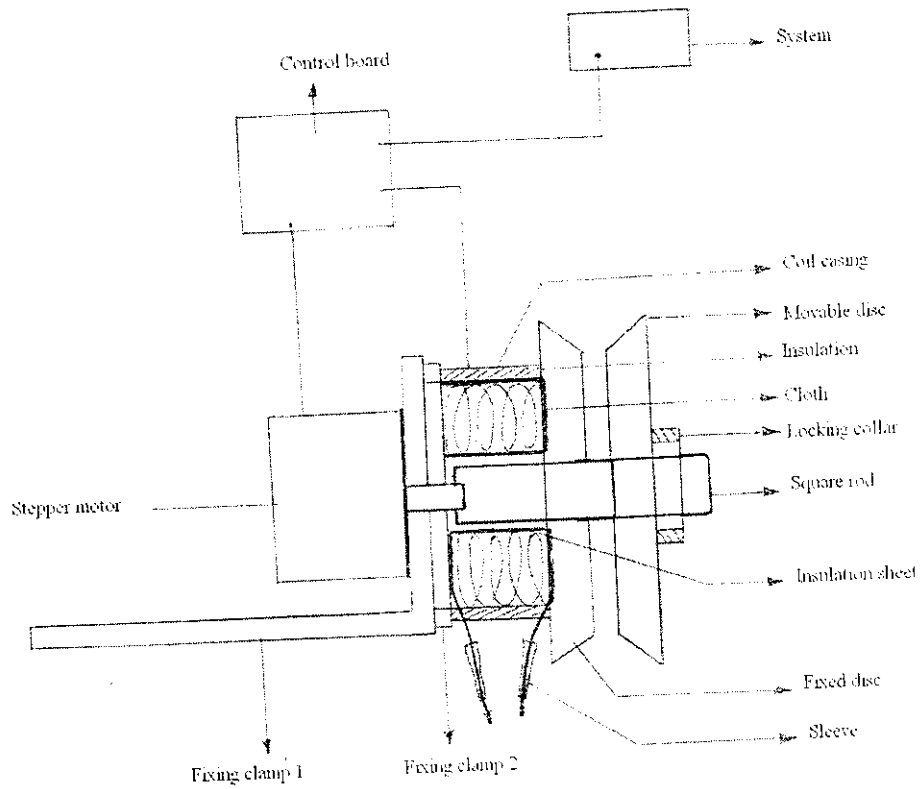 System
Control board
Coil casing
Movable disc
Insulation
Cloth
Locking collar
Square rod
Stepper motor
Insulation sheet
Fixed disc
Sleeve
Fixing clamp 1
Fixing clamp 2